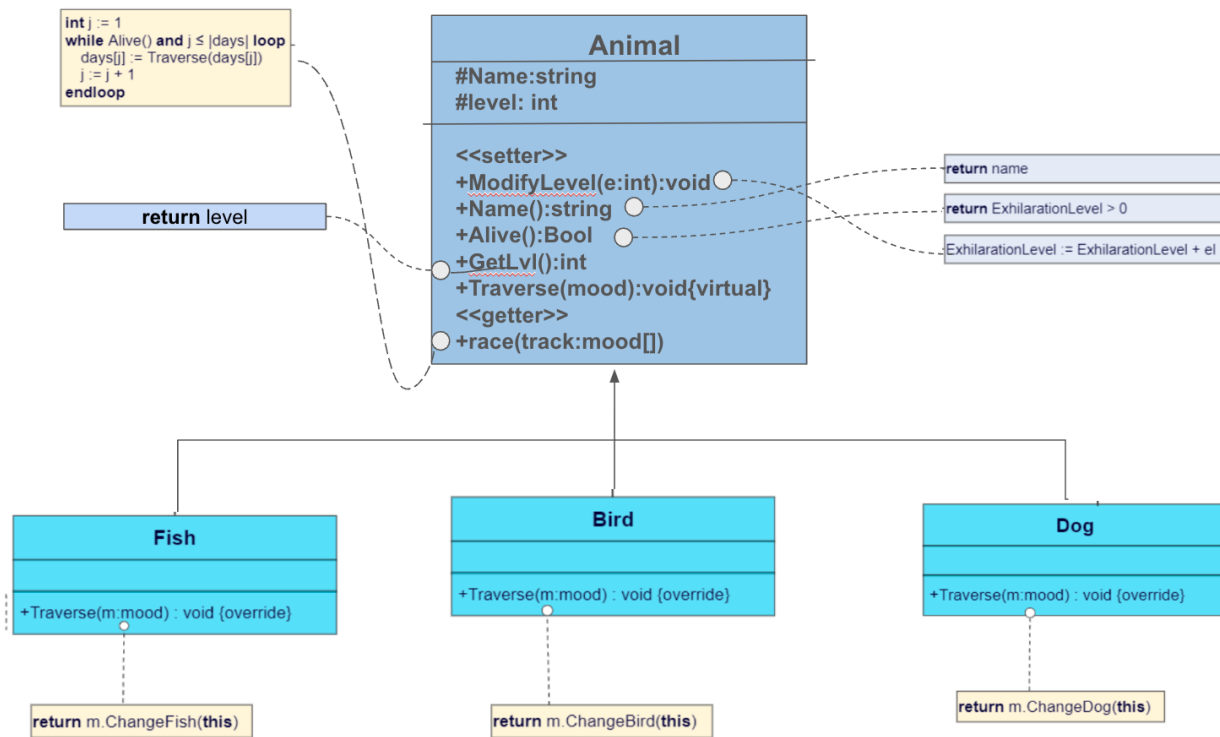 int j := 1
while Alive() and j ≤ |days| loop
days[j] := Traverse(days[j])
j := j + 1
endloop
return level
Animal
#Name:string
#level: int
<<setter>>
+ModifyLevel(e:int):void
+Name():string
+Alive():Bool
+GetLvl():int
+Traverse(mood):void{virtual}
<<getter>>
+race(track:mood[])
return name
return ExhilarationLevel > 0
ExhilarationLevel := ExhilarationLevel + el
Fish
+Traverse(m:mood) : void {override}
return m.ChangeFish(this)
Bird
+Traverse(m:mood) : void {override}
return m.ChangeBird(this)
Dog
+Traverse(m:mood) : void {override}
return m.ChangeDog(this)